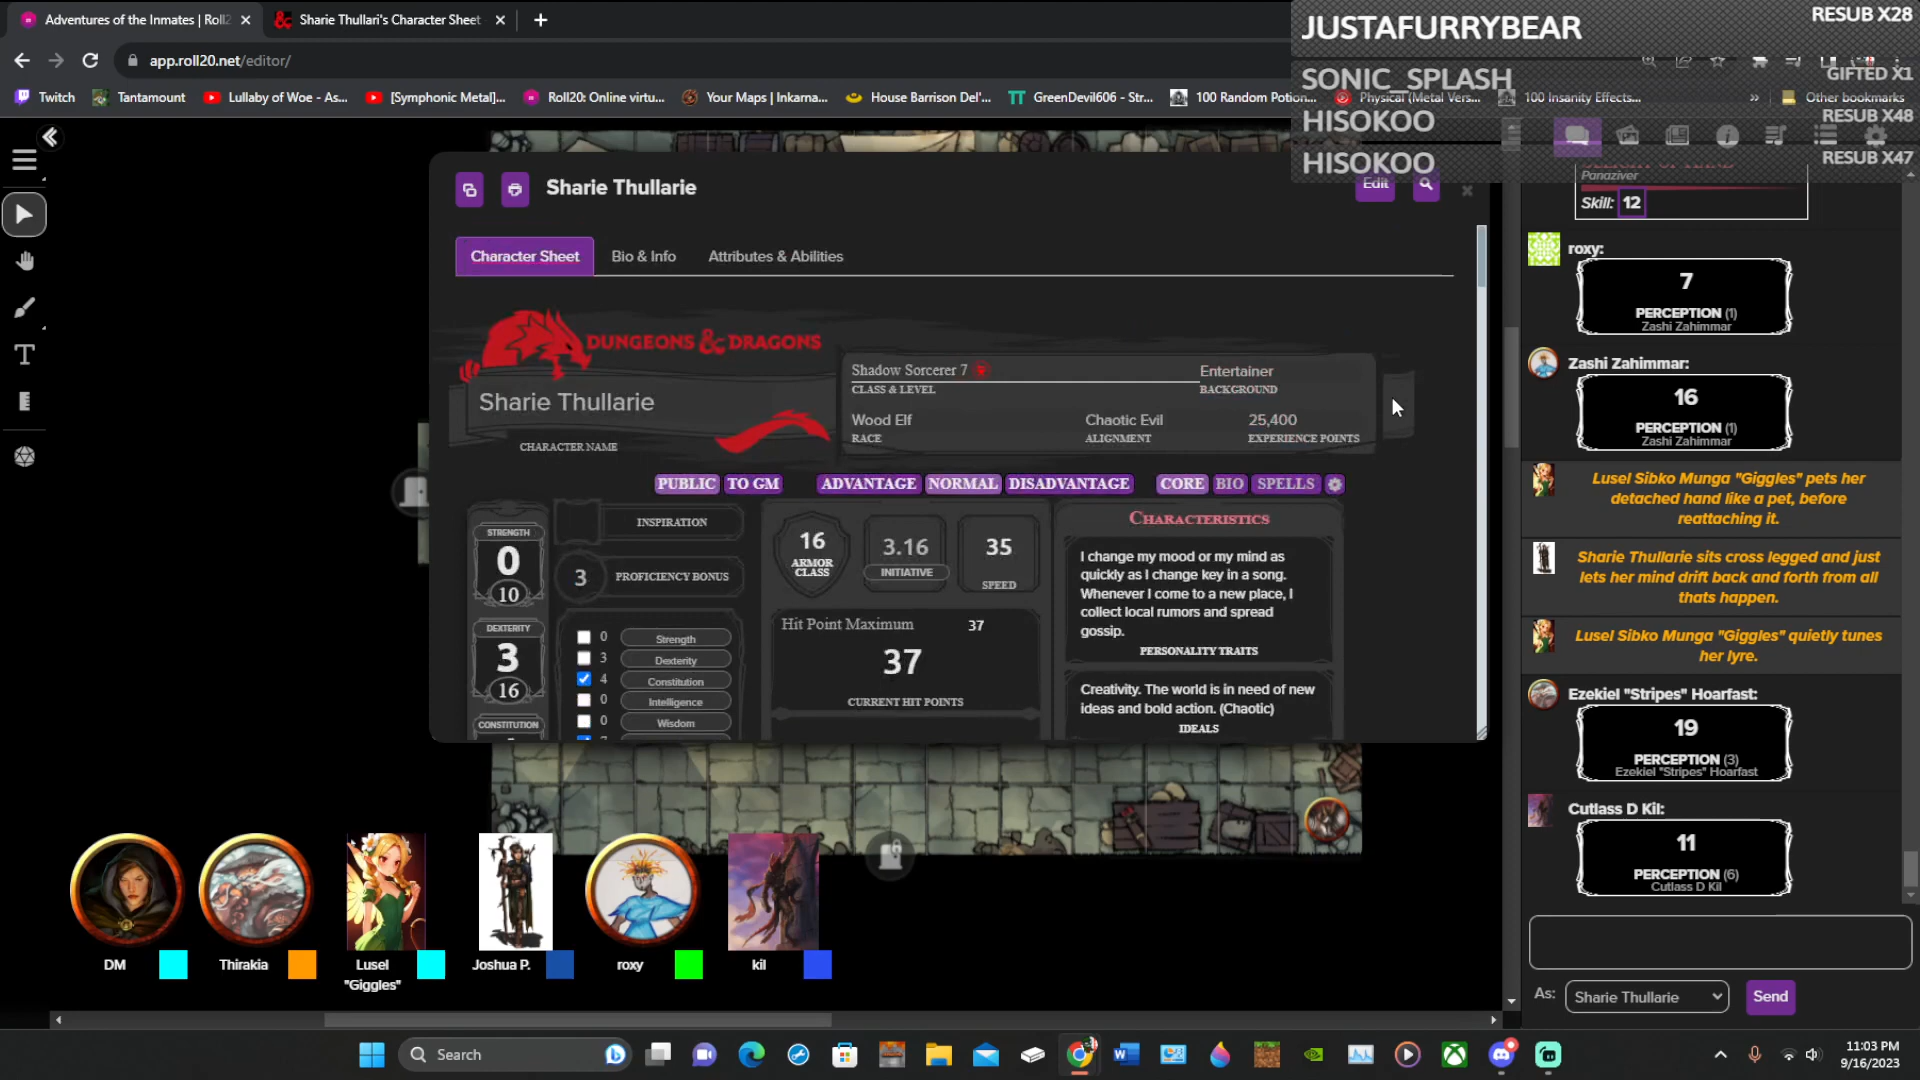 Adventures of the Inmates | Roll2
Sharie Thullari's Character Sheet
app.roll20.net/editor/
Twitch
Tantamount
Lullaby of Woe - As...
[Symphonic Metal]...
Roll20: Online virtu...
Your Maps | Inkarna...
House Barrison Del'...
GreenDevil606 - Str...
100 Random Potion...
Physical (Metal Vers...
100 Insanity Effects...
Other bookmarks
JUSTAFURRYBEAR
RESUB X28
SONIC_SPLASH
GIFTED X1
HISOKOO
RESUB X48
HISOKOO
RESUB X47
Sharie Thullarie
Edit
Character Sheet
Bio & Info
Attributes & Abilities
DUNGEONS & DRAGONS
Sharie Thullarie
CHARACTER NAME
Shadow Sorcerer 7
CLASS & LEVEL
Entertainer
BACKGROUND
Wood Elf
RACE
Chaotic Evil
ALIGNMENT
25,400
EXPERIENCE POINTS
PUBLIC
TO GM
ADVANTAGE
NORMAL
DISADVANTAGE
CORE
BIO
SPELLS
STRENGTH
0
10
DEXTERITY
3
16
CONSTITUTION
INSPIRATION
3
PROFICIENCY BONUS
0 Strength
3 Dexterity
4 Constitution
0 Intelligence
0 Wisdom
16
ARMOR
CLASS
3.16
INITIATIVE
35
SPEED
Hit Point Maximum 37
37
CURRENT HIT POINTS
CHARACTERISTICS
I change my mood or my mind as
quickly as I change key in a song.
Whenever I come to a new place, I
collect local rumors and spread
gossip.
PERSONALITY TRAITS
Creativity. The world is in need of new
ideas and bold action. (Chaotic)
IDEALS
Panaziver
Skill: 12
roxy:
7
PERCEPTION (1)
Zashi Zahimmar
Zashi Zahimmar:
16
PERCEPTION (1)
Zashi Zahimmar
Lusel Sibko Munga "Giggles" pets her
detached hand like a pet, before
reattaching it.
Sharie Thullarie sits cross legged and just
lets her mind drift back and forth from all
thats happen.
Lusel Sibko Munga "Giggles" quietly tunes
her lyre.
Ezekiel "Stripes" Hoarfast:
19
PERCEPTION (3)
Ezekiel "Stripes" Hoarfast
Cutlass D Kil:
11
PERCEPTION (6)
Cutlass D Kil
As:
Sharie Thullarie
Send
DM
Thirakia
Lusel
"Giggles"
Joshua P.
roxy
kil
Search
11:03 PM
9/16/2023